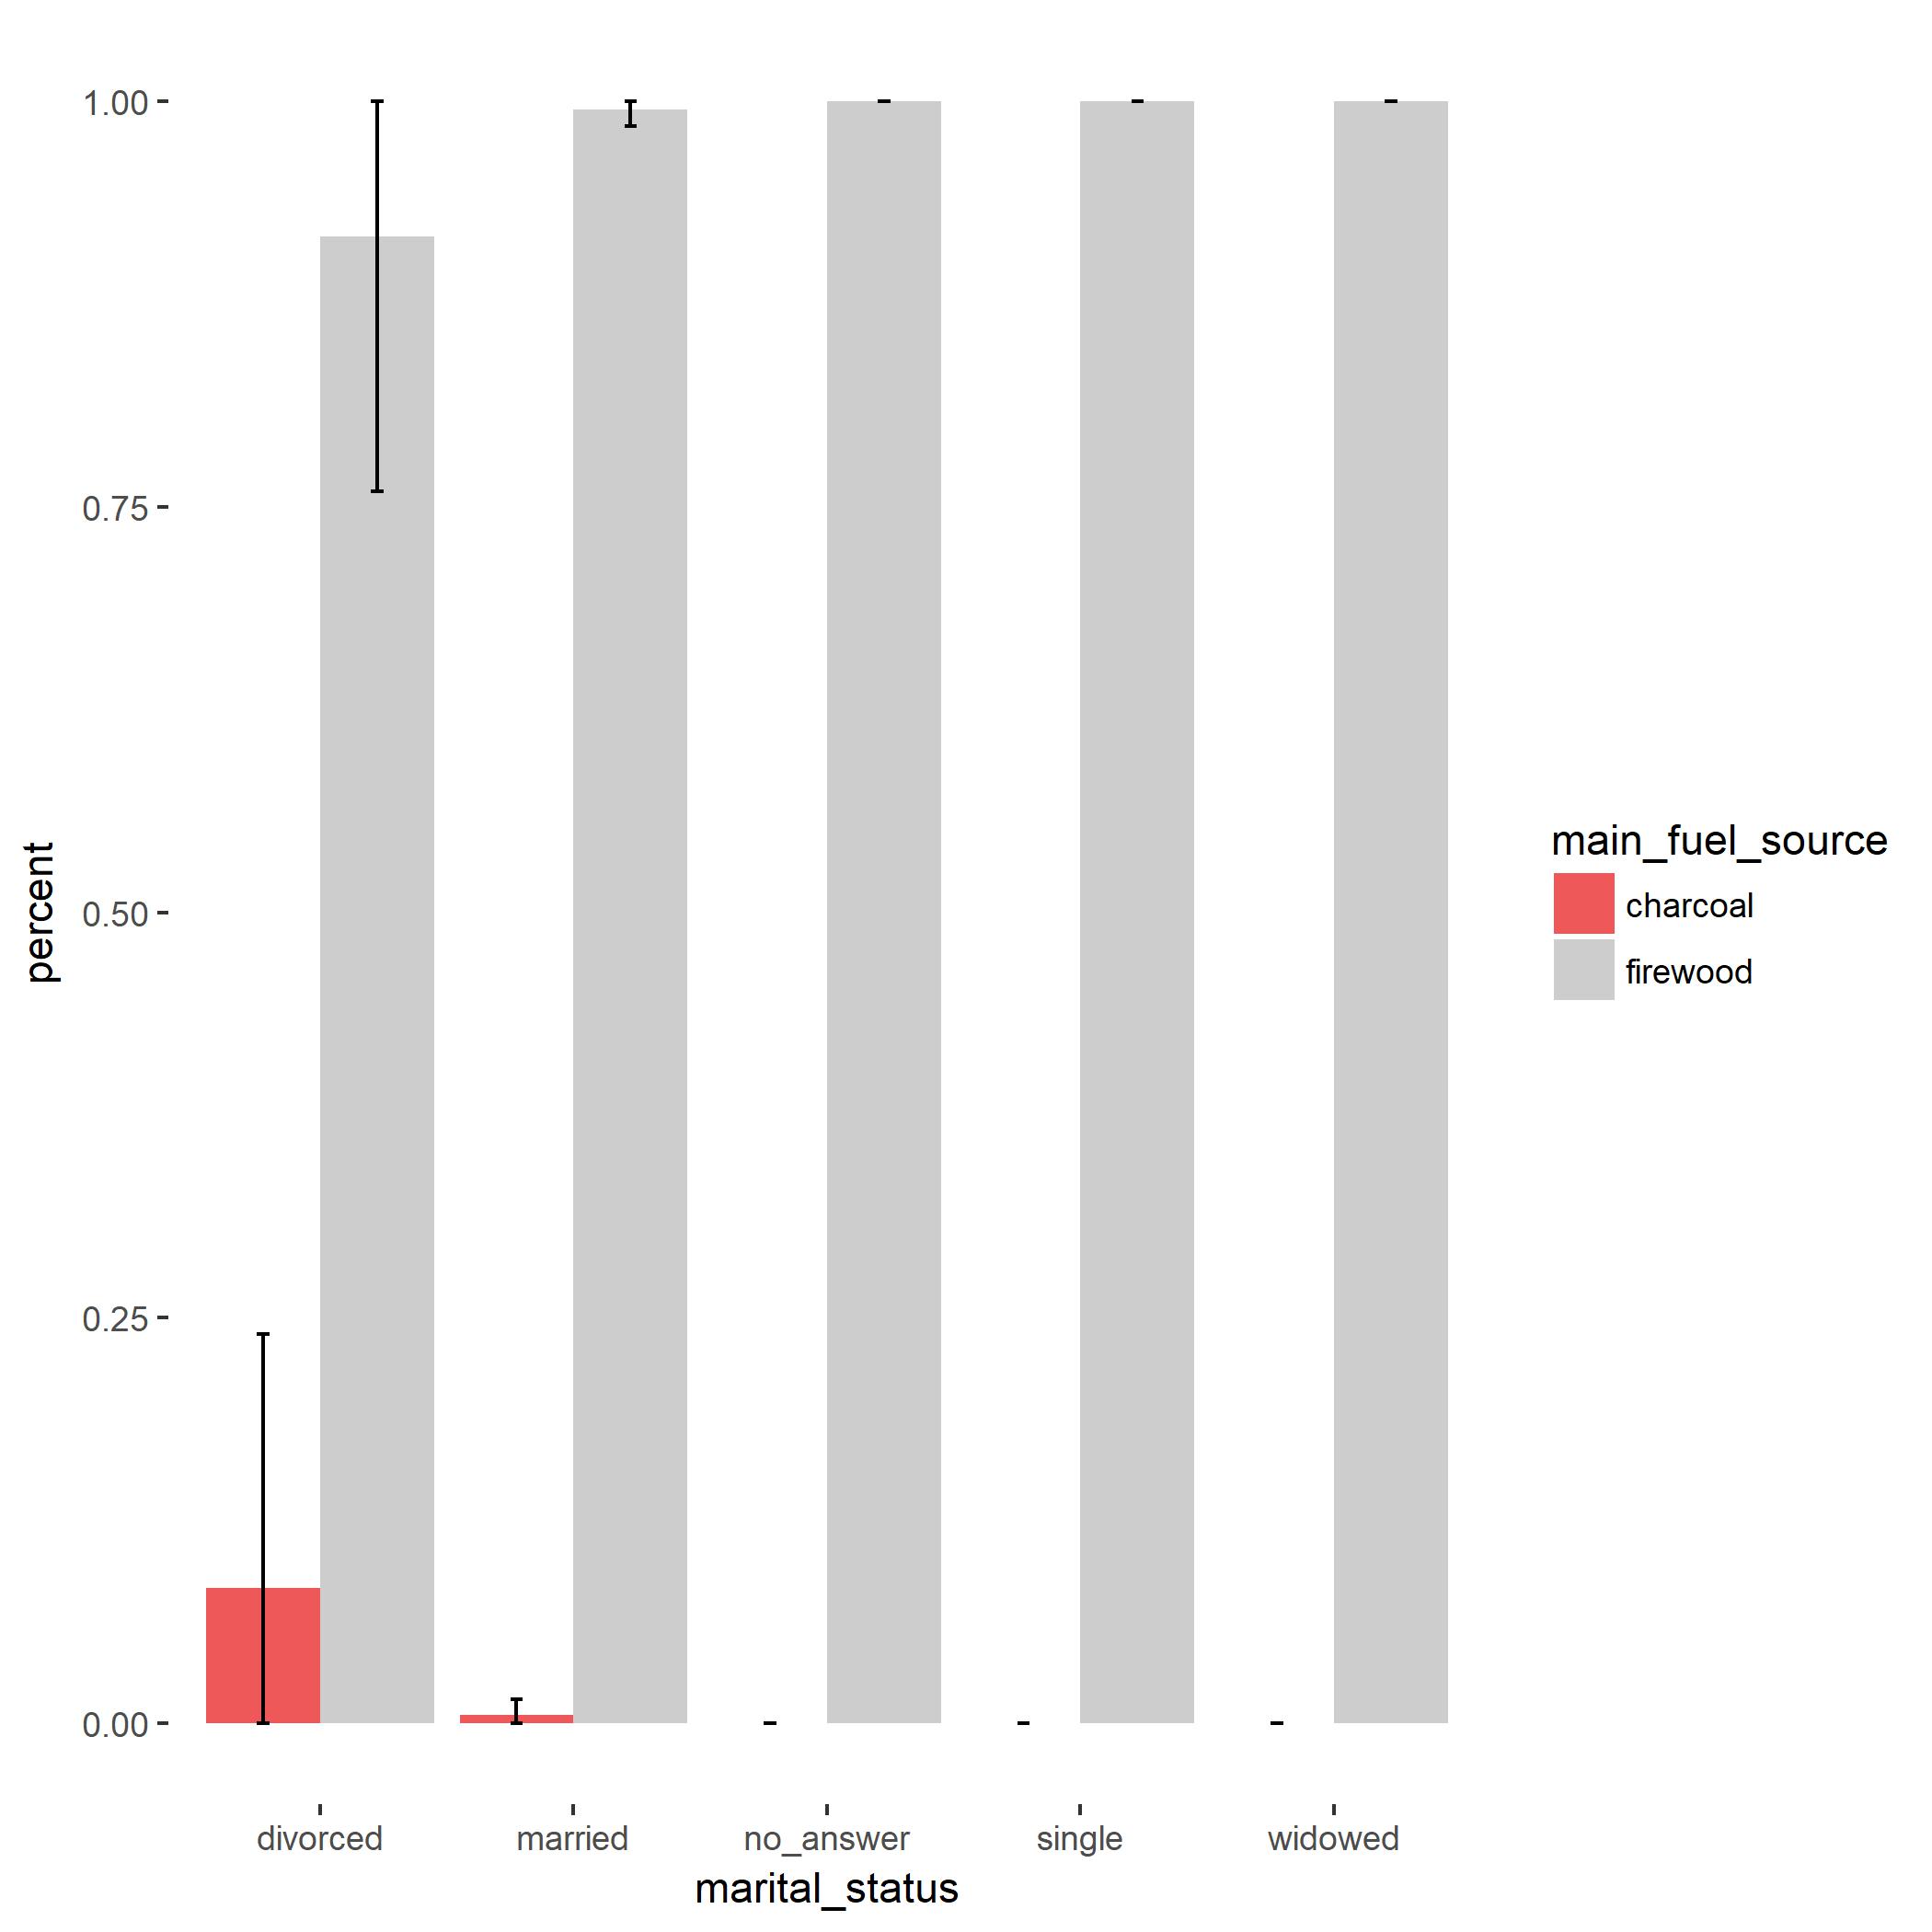 1.00
0.75
0.50
0.25
0.00
percent
divorced married no_answer single widowed
marital_status
main_fuel_source
charcoal
firewood